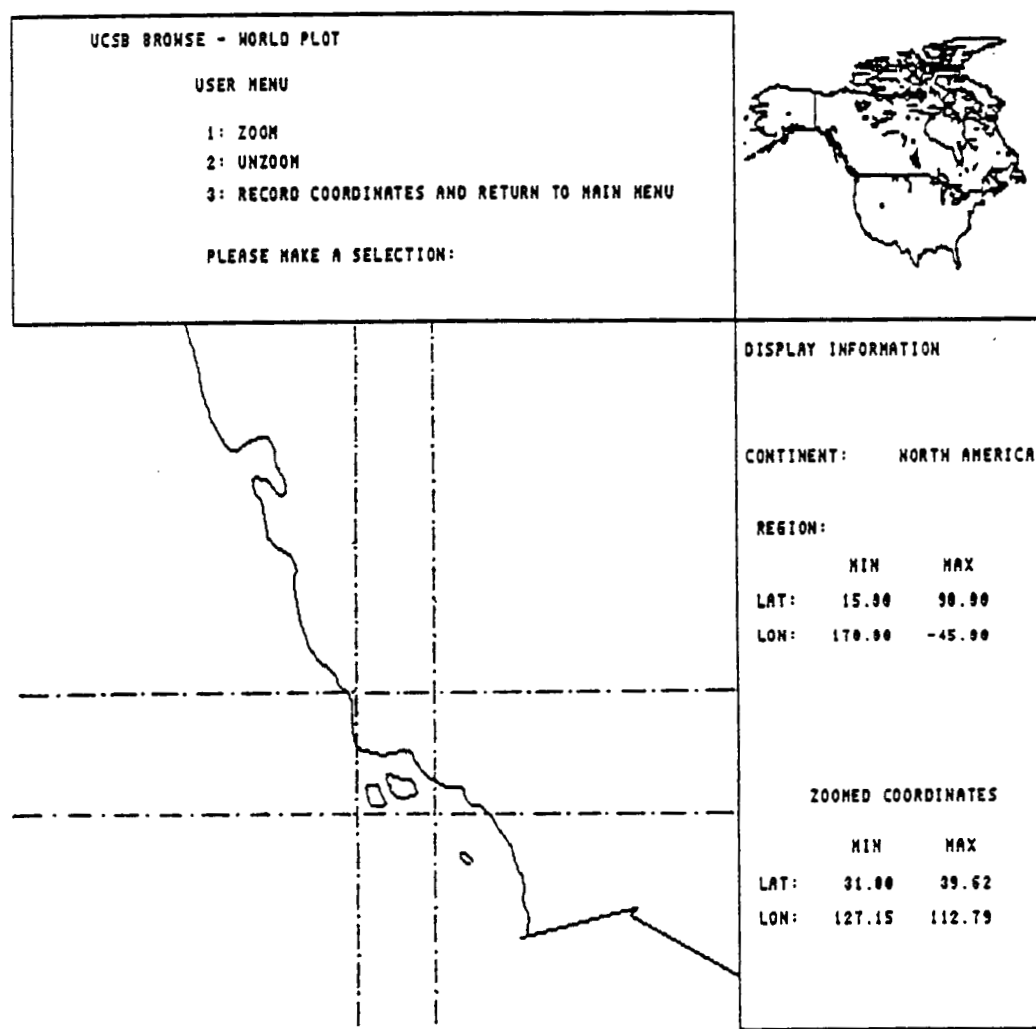 UCSB BROWSE - WORLD PLOT
USER MENU
1: ZOOM
2: UNZOOM
3: RECORD COORDINATES AND RETURN TO MAIN MENU
PLEASE MAKE A SELECTION:
DISPLAY INFORMATION
CONTINENT: NORTH AMERICA
REGION:
MIN MAX
LAT: 15.00 90.00
LON: 170.00 -45.00
ZOOMED COORDINATES
MIN MAX
LAT: 31.00 39.62
LON: 127.15 112.79